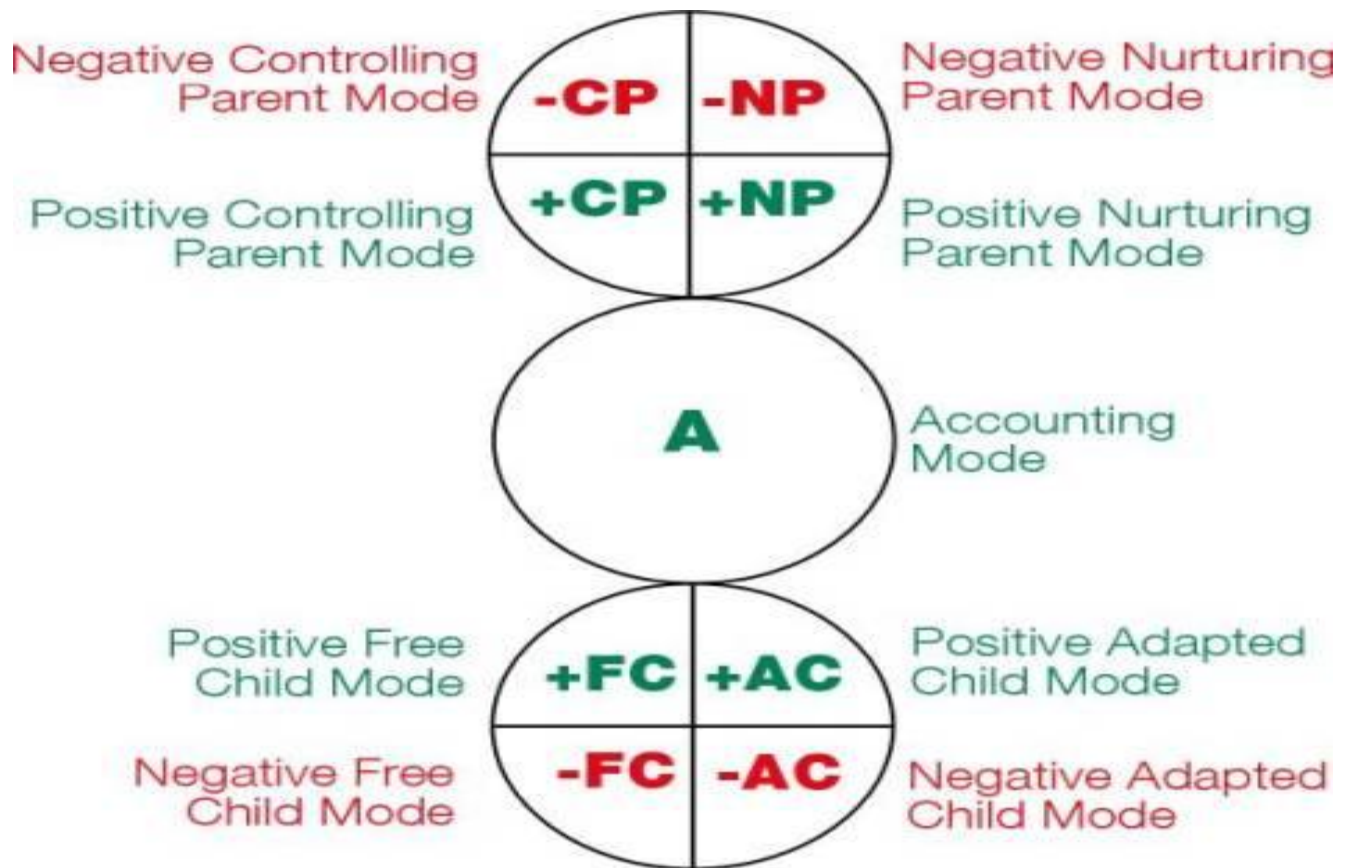 Negative Controlling
Parent Mode
-CP
-NP
Negative Nurturing
Parent Mode
Positive Controlling
Parent Mode
+CP
+NP
Positive Nurturing
Parent Mode
A
Accounting
Mode
Positive Free
Child Mode
+FC
+AC
Positive Adapted
Child Mode
Negative Free
Child Mode
-FC
-AC
Negative Adapted
Child Mode